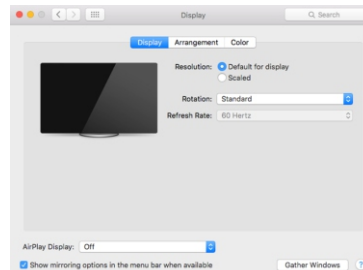 Display
Search
Display Arrangement Color
Resolution: Default for display
Scaled
Rotation: Standard
Refresh Rate: 60 Hertz
AirPlay Display: Off
Show mirroring options in the menu bar when available
Gather Windows ?